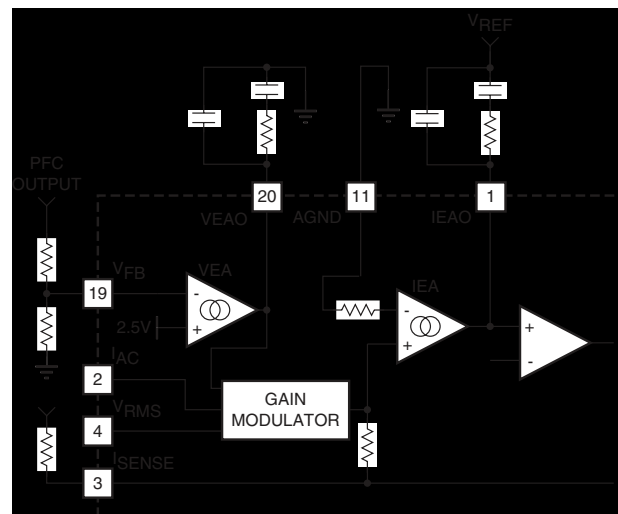 VREF
PFC
OUTPUT
20
11
1
VEAO
AGND
IEAO
VFB
VEA
IEA
19
-
+
2.5V
-
+
+
-
IAC
2
GAIN
MODULATOR
VRMS
4
ISENSE
3